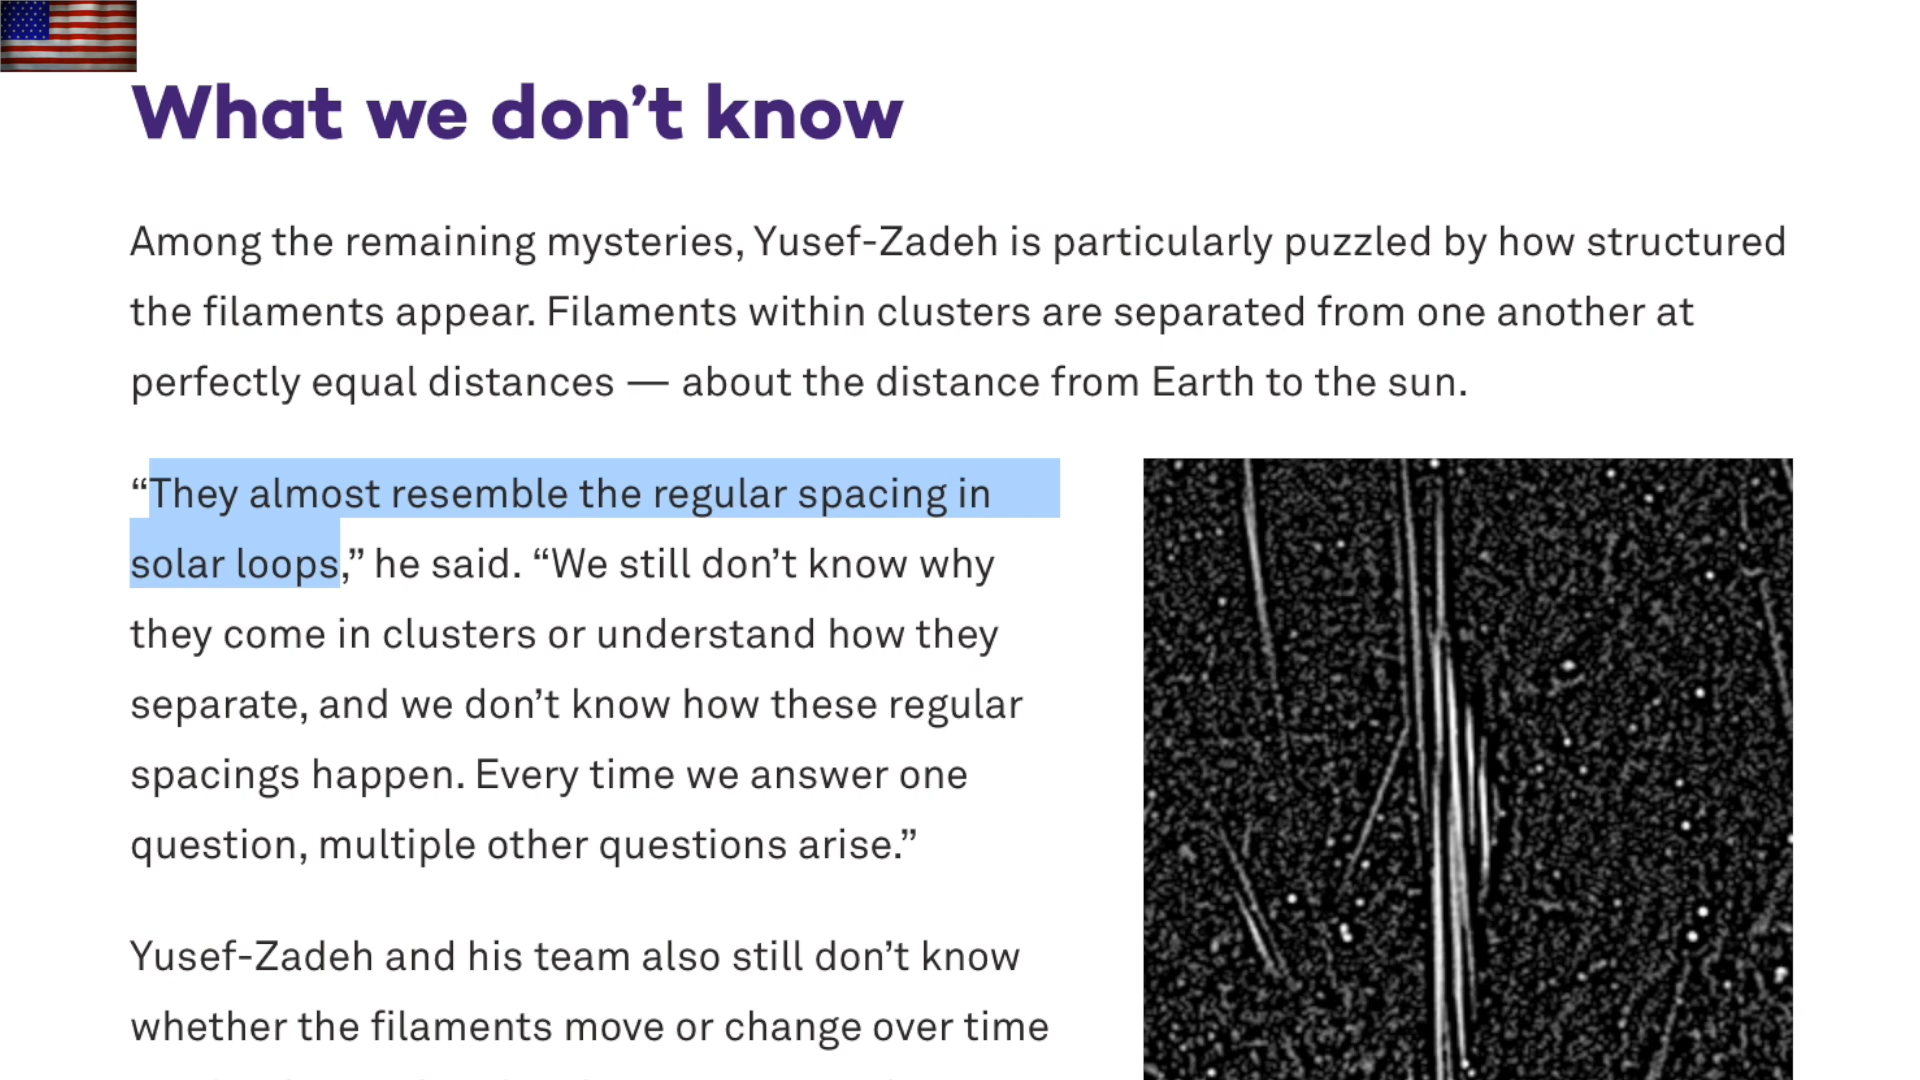 What we don’t know
Among the remaining mysteries, Yusef-Zadeh is particularly puzzled by how structured
the filaments appear. Filaments within clusters are separated from one another at
perfectly equal distances — about the distance from Earth to the sun.
“They almost resemble the regular spacing in
solar loops,” he said. “We still don’t know why
they come in clusters or understand how they
separate, and we don’t know how these regular
spacings happen. Every time we answer one
question, multiple other questions arise.”
Yusef-Zadeh and his team also still don’t know
whether the filaments move or change over time